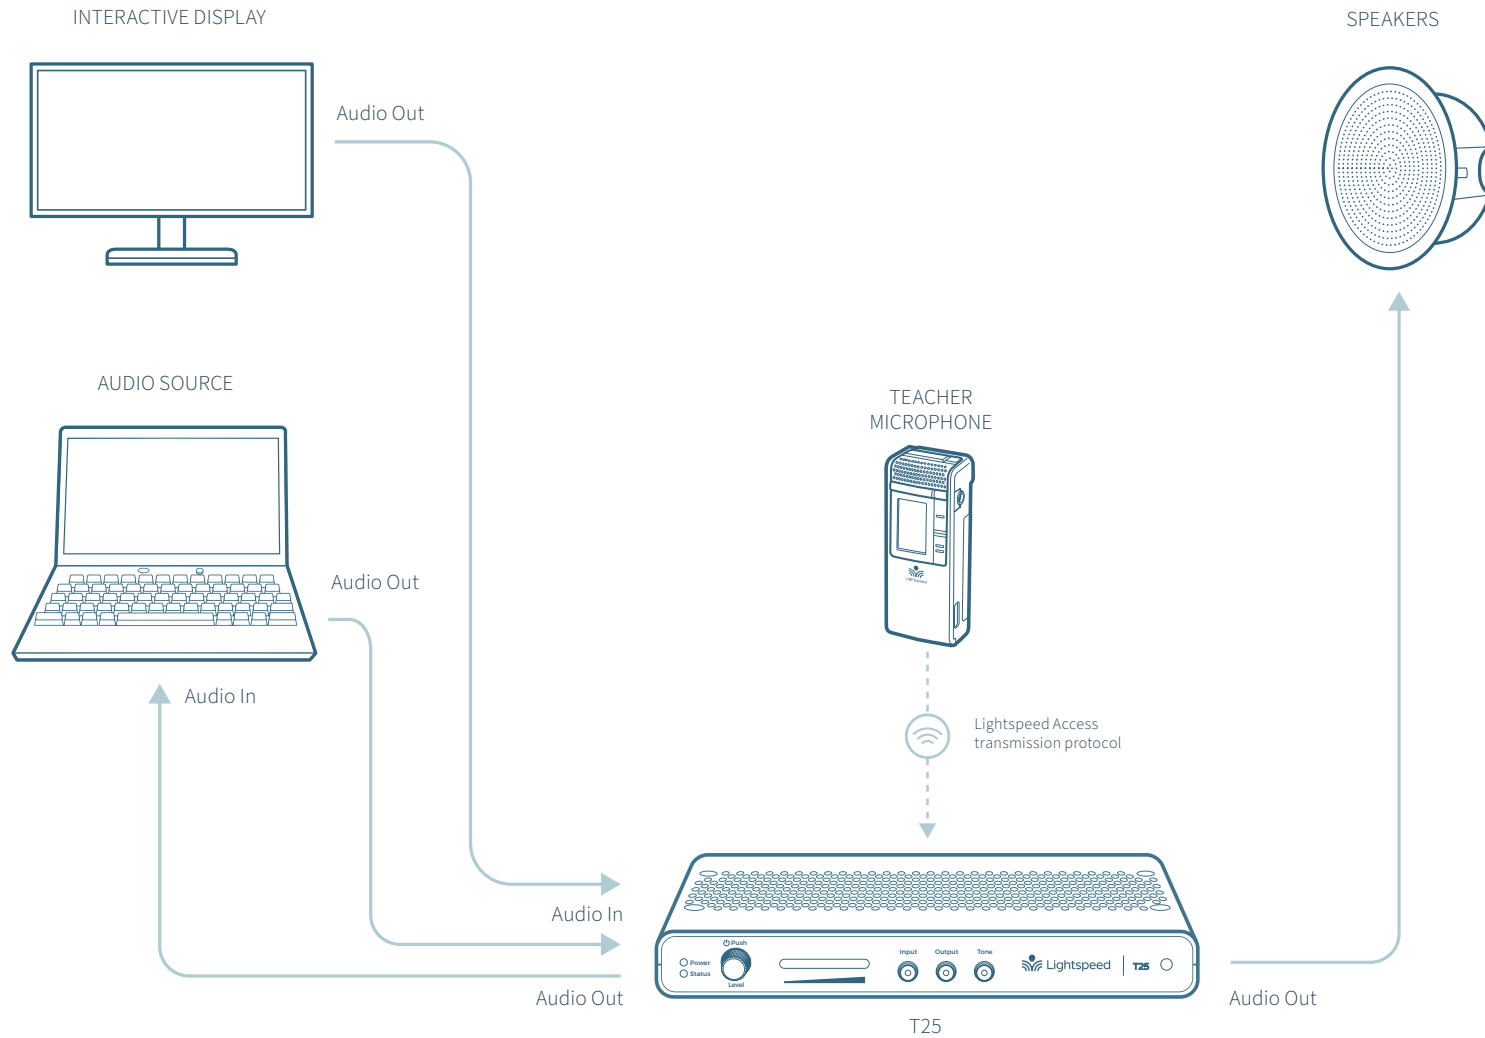 INTERACTIVE DISPLAY
SPEAKERS
Audio Out
AUDIO SOURCE
TEACHER
MICROPHONE
Lightspeed
Audio Out
Audio In
Lightspeed Access
transmission protocol
Audio In
Push
Power
Status
Level
Input
Output
Tone
Lightspeed
T25
Audio Out
Audio Out
T25